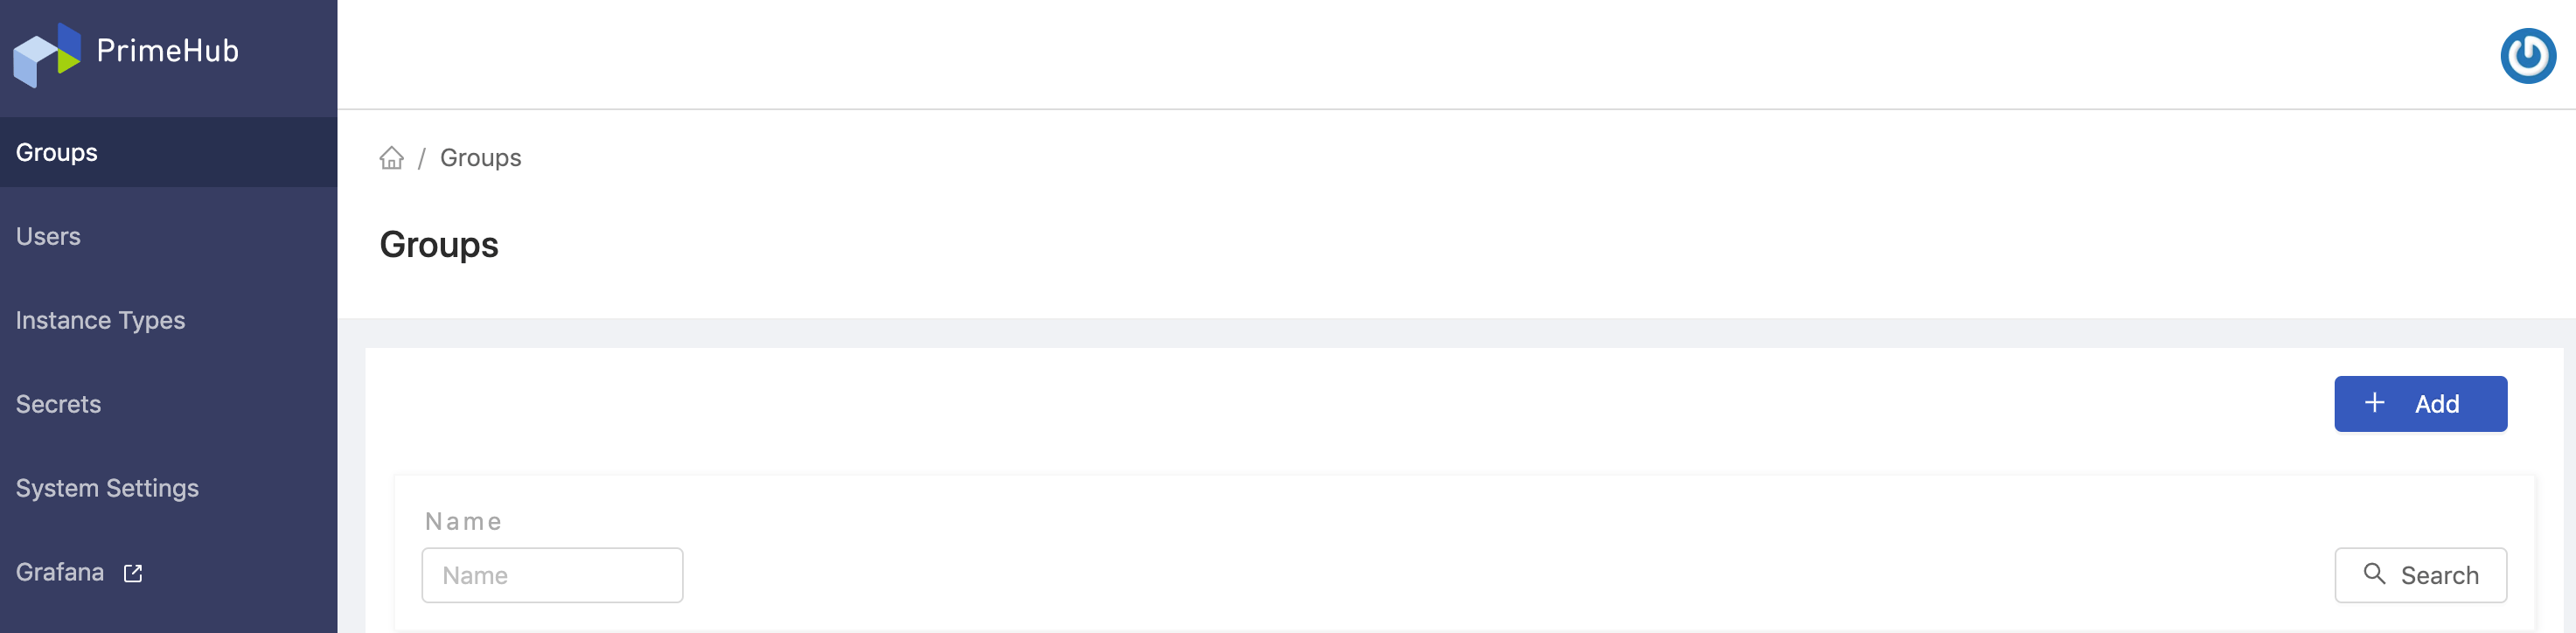 PrimeHub
Groups
Users
Instance Types
Secrets
System Settings
Grafana
/ Groups
Groups
+ Add
Name
Name
Search